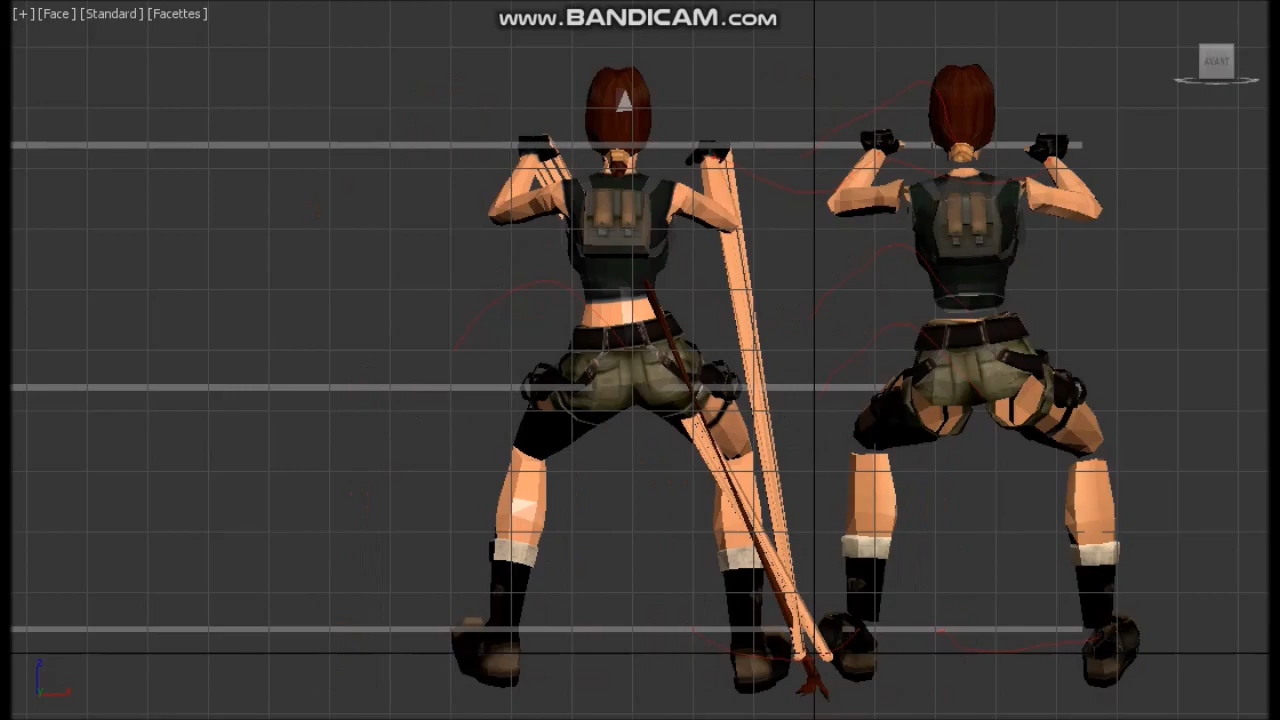 [+] [Face] [Standard] [Facettes]
www.BANDICAM.com
AVANT
z
y
x